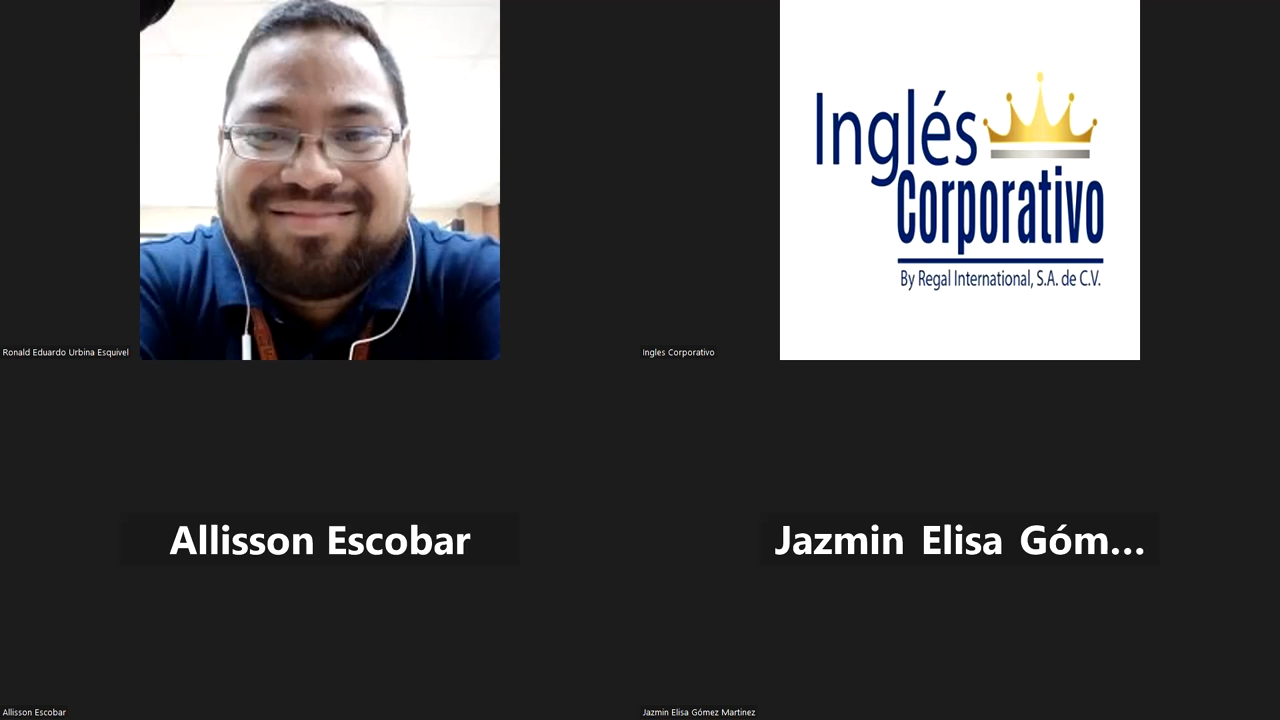 Inglés
Corporativo
By Regal International, S.A. de C.V.
Ronald Eduardo Urbina Esquivel
Ingles Corporativo
Allisson Escobar
Jazmin Elisa Góm...
Allisson Escobar
Jazmin Elisa Gómez Martinez